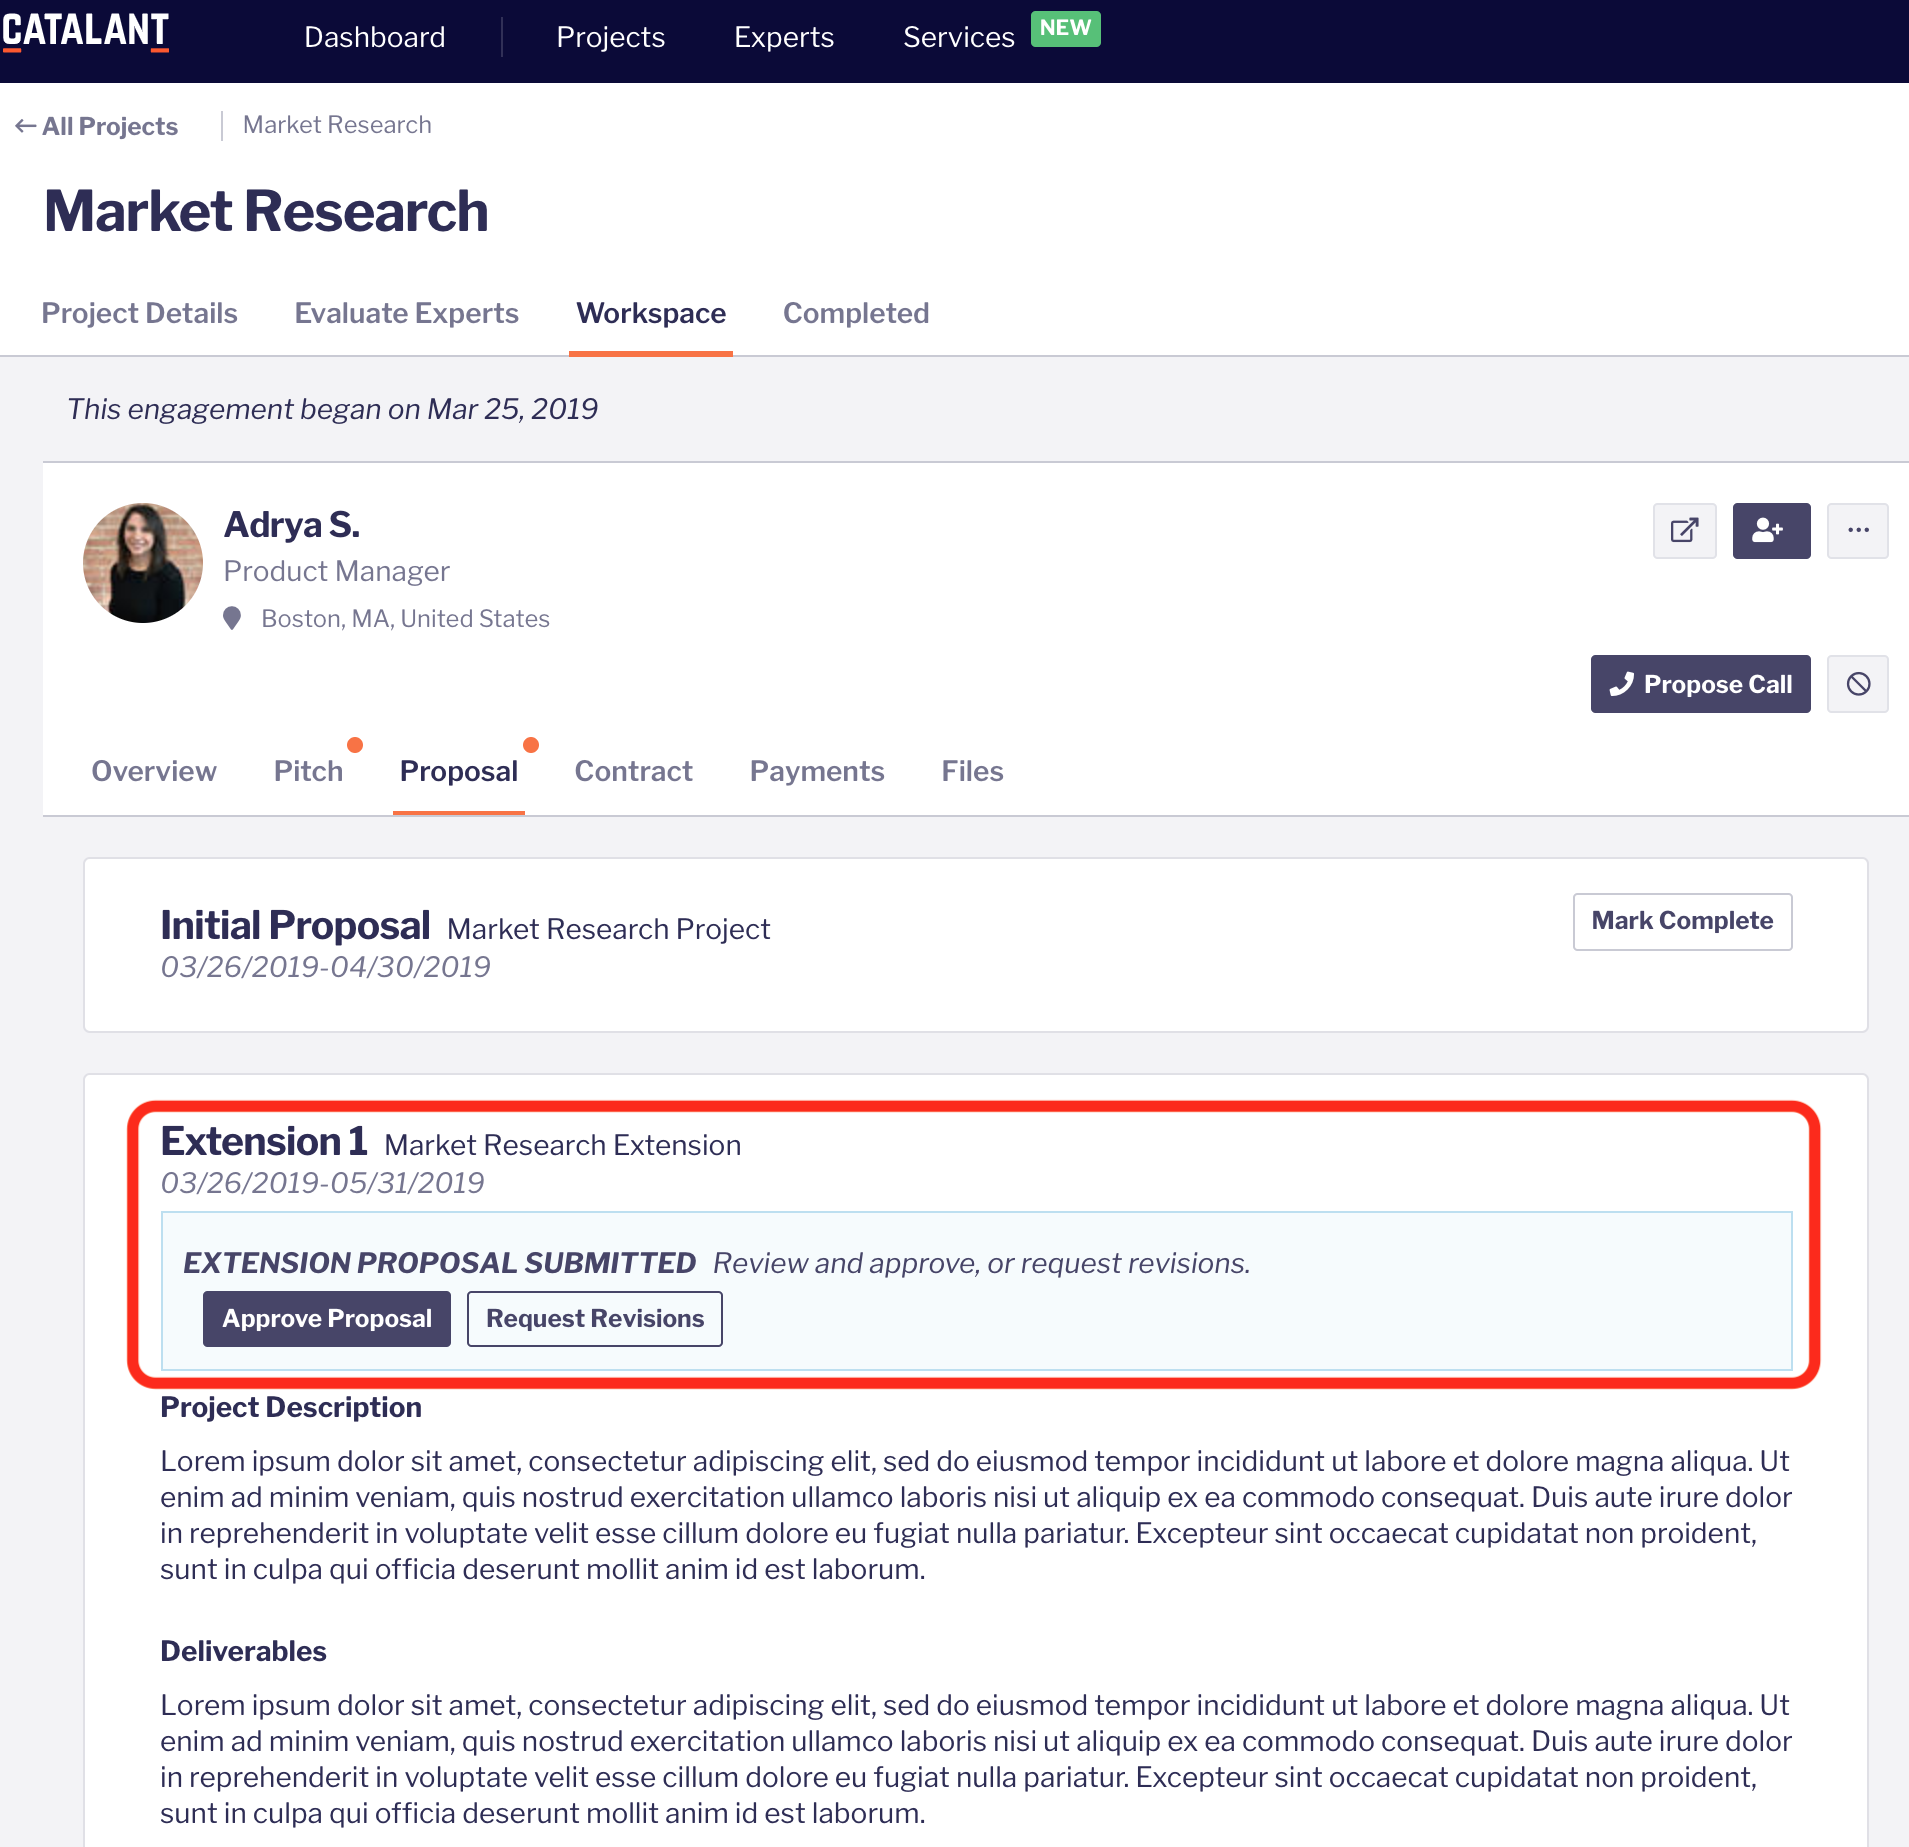 CATALANT
Dashboard
Projects
Experts
Services NEW
← All Projects
Market Research
Market Research
Project Details
Evaluate Experts
Workspace
Completed
This engagement began on Mar 25, 2019
Adrya S.
Product Manager
Boston, MA, United States
Propose Call
Overview
Pitch
Proposal
Contract
Payments
Files
Initial Proposal Market Research Project
03/26/2019-04/30/2019
Mark Complete
Extension 1 Market Research Extension
03/26/2019-05/31/2019
EXTENSION PROPOSAL SUBMITTED Review and approve, or request revisions.
Approve Proposal
Request Revisions
Project Description
Lorem ipsum dolor sit amet, consectetur adipiscing elit, sed do eiusmod tempor incididunt ut labore et dolore magna aliqua. Ut
enim ad minim veniam, quis nostrud exercitation ullamco laboris nisi ut aliquip ex ea commodo consequat. Duis aute irure dolor
in reprehenderit in voluptate velit esse cillum dolore eu fugiat nulla pariatur. Excepteur sint occaecat cupidatat non proident,
sunt in culpa qui officia deserunt mollit anim id est laborum.
Deliverables
Lorem ipsum dolor sit amet, consectetur adipiscing elit, sed do eiusmod tempor incididunt ut labore et dolore magna aliqua. Ut
enim ad minim veniam, quis nostrud exercitation ullamco laboris nisi ut aliquip ex ea commodo consequat. Duis aute irure dolor
in reprehenderit in voluptate velit esse cillum dolore eu fugiat nulla pariatur. Excepteur sint occaecat cupidatat non proident,
sunt in culpa qui officia deserunt mollit anim id est laborum.